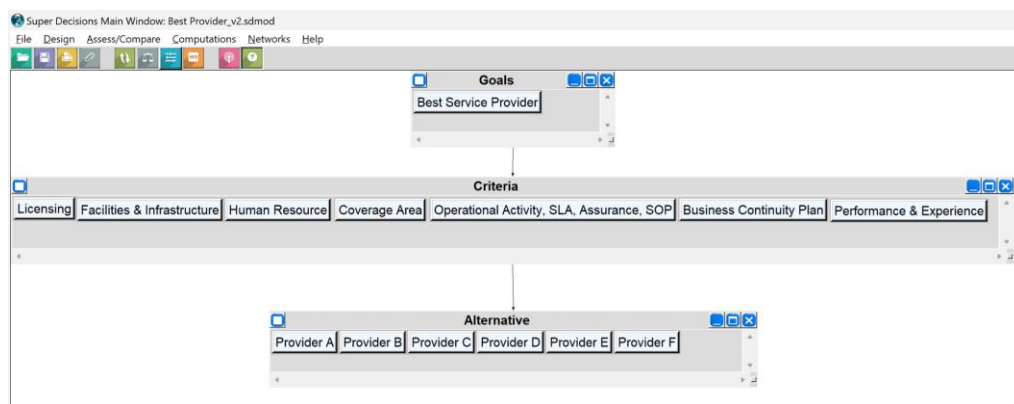 Super Decisions Main Window: Best Provider_v2.sdmod
File Design Assess/Compare Computations Networks Help
Goals
Best Service Provider
Criteria
Licensing Facilities & Infrastructure Human Resource Coverage Area Operational Activity, SLA, Assurance, SOP Business Continuity Plan Performance & Experience
Alternative
Provider A Provider B Provider C Provider D Provider E Provider F